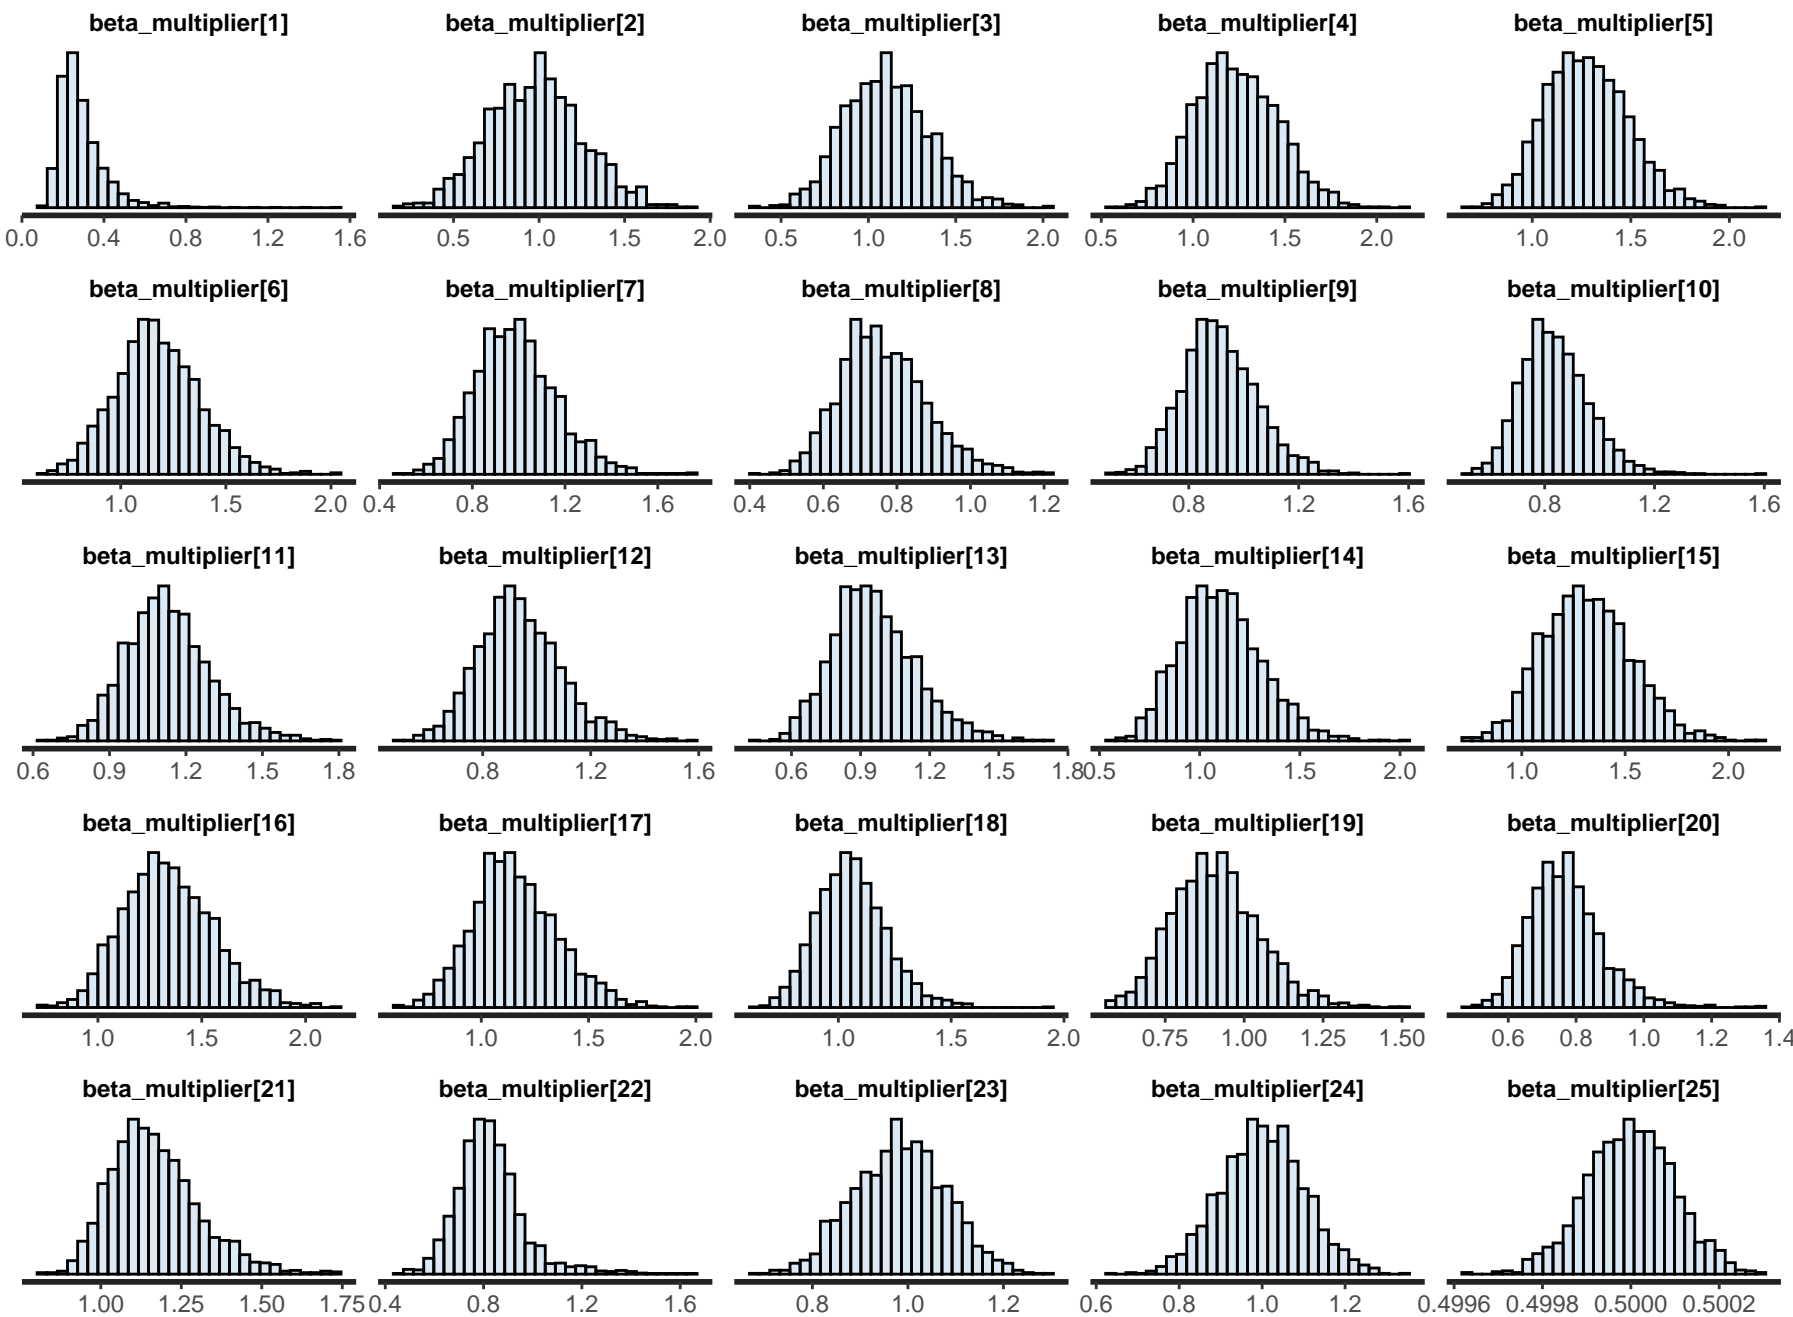 beta_multiplier[1] beta_multiplier[2] beta_multiplier[3] beta_multiplier[4] beta_multiplier[5]
0.0 0.4 0.8 1.2 1.6 0.5 1.0 1.5 2.0 0.5 1.0 1.5 2.0 0.5 1.0 1.5 2.0 1.0 1.5 2.0
beta_multiplier[6] beta_multiplier[7] beta_multiplier[8] beta_multiplier[9] beta_multiplier[10]
1.0 1.5 2.0 0.4 0.8 1.2 1.6 0.4 0.6 0.8 1.0 1.2 0.8 1.2 1.6 0.8 1.2 1.6
beta_multiplier[11] beta_multiplier[12] beta_multiplier[13] beta_multiplier[14] beta_multiplier[15]
0.6 0.9 1.2 1.5 1.8 0.8 1.2 1.6 0.6 0.9 1.2 1.5 1.8 0.5 1.0 1.5 2.0 1.0 1.5 2.0
beta_multiplier[16] beta_multiplier[17] beta_multiplier[18] beta_multiplier[19] beta_multiplier[20]
1.0 1.5 2.0 1.0 1.5 2.0 1.0 1.5 2.0 0.75 1.00 1.25 1.50 0.6 0.8 1.0 1.2 1.4
beta_multiplier[21] beta_multiplier[22] beta_multiplier[23] beta_multiplier[24] beta_multiplier[25]
1.00 1.25 1.50 1.75 0.4 0.8 1.2 1.6 0.8 1.0 1.2 0.6 0.8 1.0 1.2 0.4996 0.4998 0.5000 0.5002